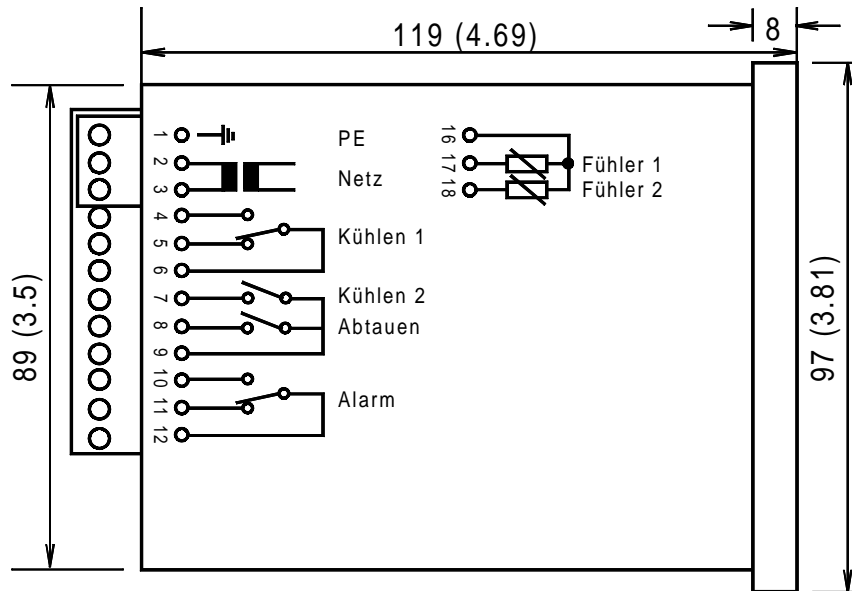 119 (4.69)
8
89 (3.5)
97 (3.81)
1
PE
2
3
Netz
4
5
6
Kühlen 1
7
Kühlen 2
8
Abtauen
9
10
11
12
Alarm
16
17
Fühler 1
18
Fühler 2